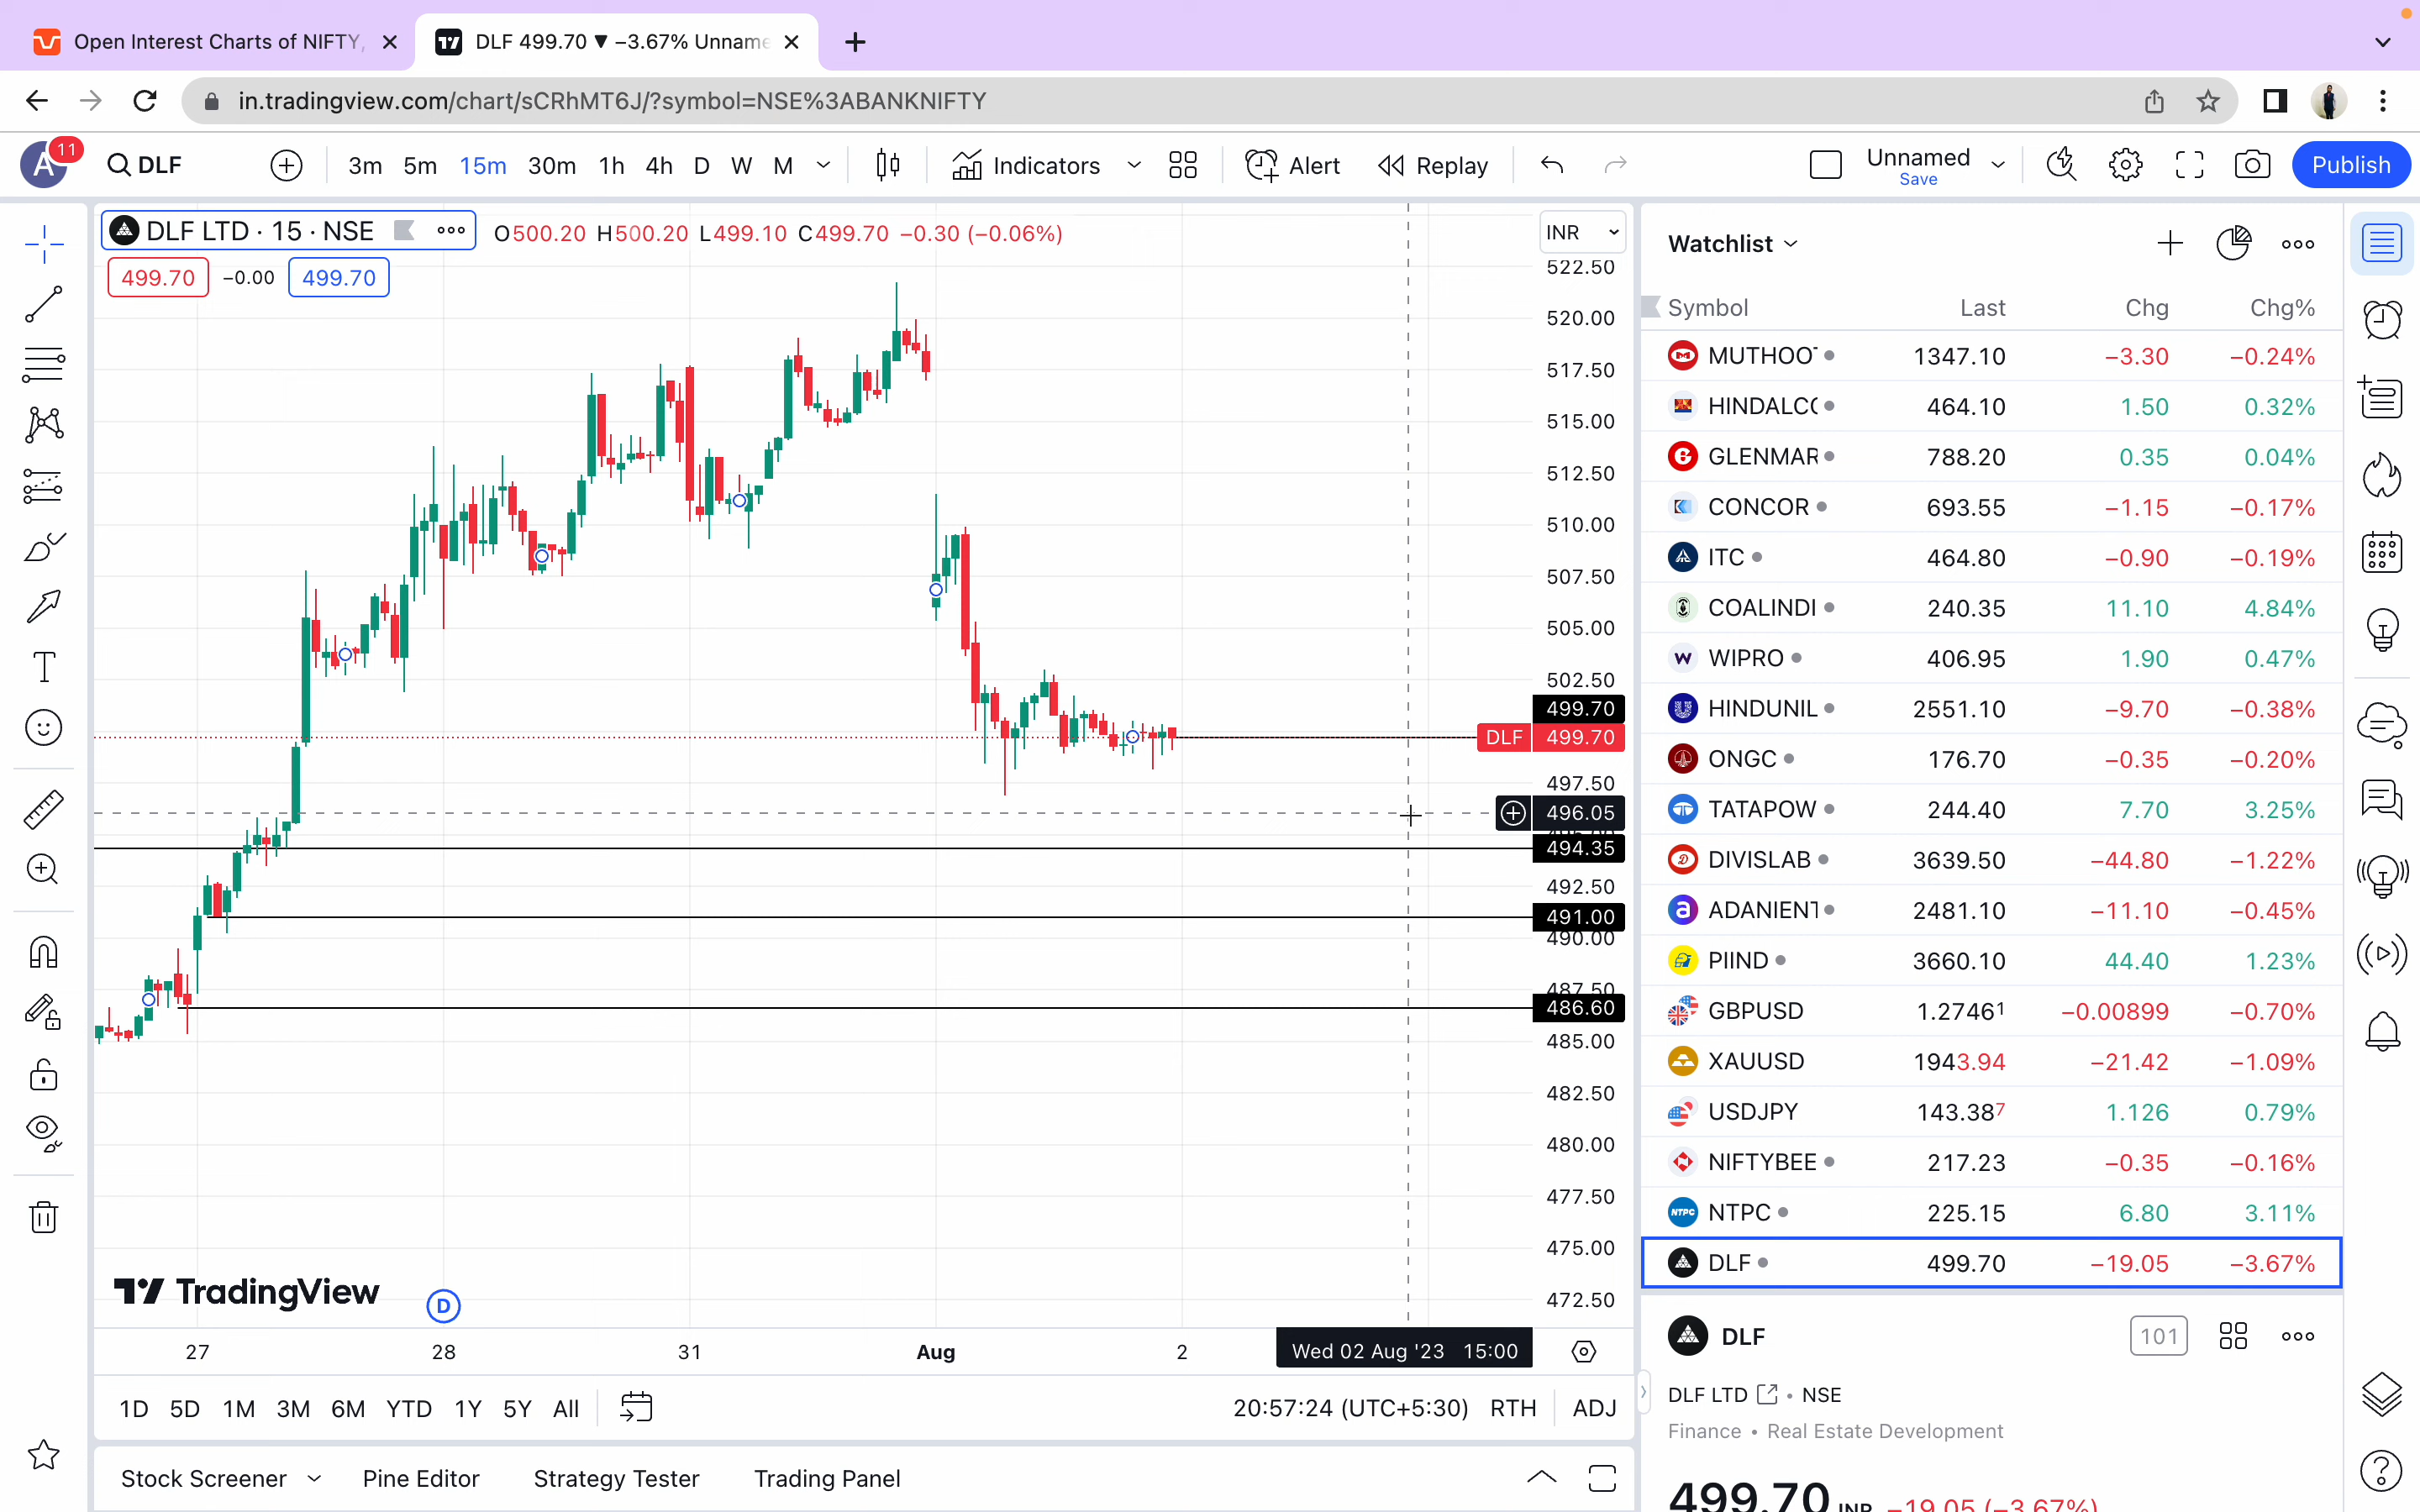 Open Interest Charts of NIFTY,
DLF 499.70 ▼ −3.67% Unname
in.tradingview.com/chart/sCRhMT6J/?symbol=NSE%3ABANKNIFTY
A 11 DLF 3m 5m 15m 30m 1h 4h D W M Indicators Alert Replay Unnamed Publish
Save
DLF LTD · 15 · NSE O500.20 H500.20 L499.10 C499.70 −0.30 (−0.06%) INR
499.70 −0.00 499.70
522.50
520.00
517.50
515.00
512.50
510.00
507.50
505.00
502.50
499.70
DLF 499.70
497.50
496.05
494.35
492.50
491.00
490.00
487.50
486.60
485.00
482.50
480.00
477.50
475.00
472.50
TradingView
D
27 28 31 Aug 2 Wed 02 Aug '23 15:00
1D 5D 1M 3M 6M YTD 1Y 5Y All 20:57:24 (UTC+5:30) RTH ADJ
Stock Screener Pine Editor Strategy Tester Trading Panel
Watchlist
Symbol Last Chg Chg%
MUTHOOT 1347.10 −3.30 −0.24%
HINDALC 464.10 1.50 0.32%
GLENMAR 788.20 0.35 0.04%
CONCOR 693.55 −1.15 −0.17%
ITC 464.80 −0.90 −0.19%
COALINDI 240.35 11.10 4.84%
WIPRO 406.95 1.90 0.47%
HINDUNIL 2551.10 −9.70 −0.38%
ONGC 176.70 −0.35 −0.20%
TATAPOW 244.40 7.70 3.25%
DIVISLAB 3639.50 −44.80 −1.22%
ADANIENT 2481.10 −11.10 −0.45%
PIIND 3660.10 44.40 1.23%
GBPUSD 1.27461 −0.00899 −0.70%
XAUUSD 1943.94 −21.42 −1.09%
USDJPY 143.387 1.126 0.79%
NIFTYBEE 217.23 −0.35 −0.16%
NTPC 225.15 6.80 3.11%
DLF 499.70 −19.05 −3.67%
DLF 101
DLF LTD • NSE
Finance • Real Estate Development
499.70 INR −19.05 (−3.67%)